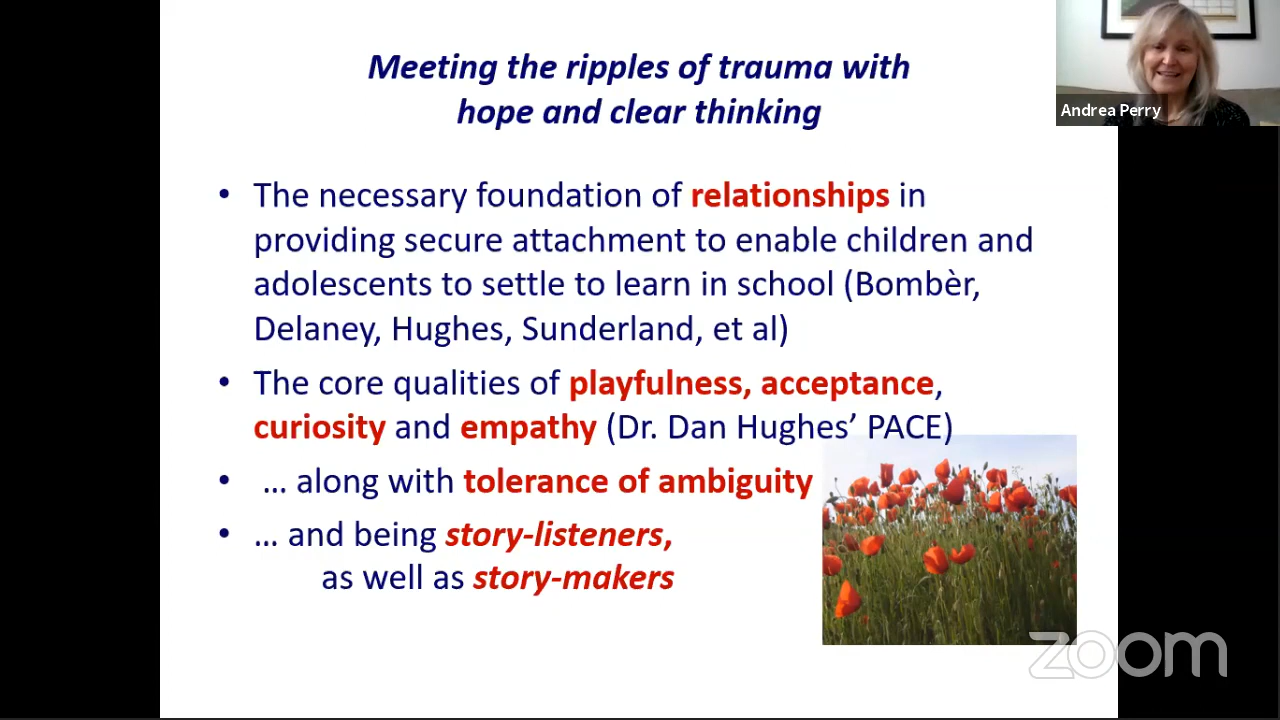 Meeting the ripples of trauma with
hope and clear thinking
Andrea Perry
• The necessary foundation of relationships in
providing secure attachment to enable children and
adolescents to settle to learn in school (Bombèr,
Delaney, Hughes, Sunderland, et al)
• The core qualities of playfulness, acceptance,
curiosity and empathy (Dr. Dan Hughes’ PACE)
• … along with tolerance of ambiguity
• … and being story-listeners,
as well as story-makers
zoom